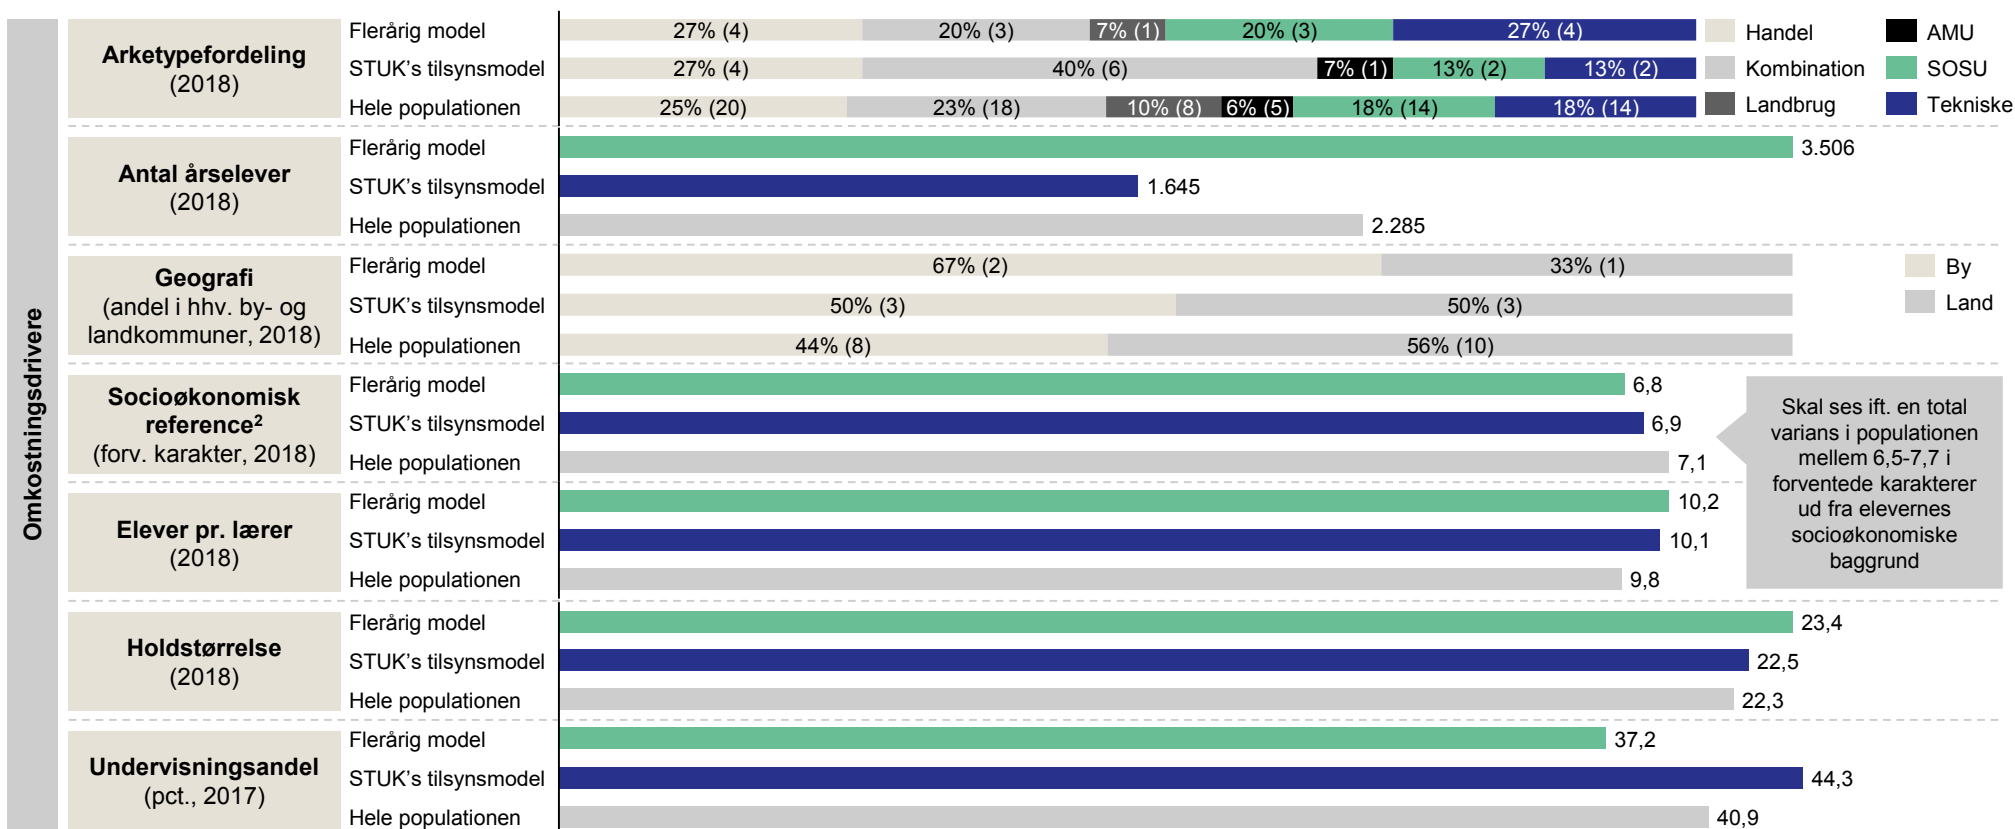 Omkostningsdrivere
Arketypefordeling
(2018)
Flerårig model
27% (4) 20% (3) 7% (1) 20% (3) 27% (4)
STUK's tilsynsmodel
27% (4) 40% (6) 7% (1) 13% (2) 13% (2)
Hele populationen
25% (20) 23% (18) 10% (8) 6% (5) 18% (14) 18% (14)
Handel
Kombination
Landbrug
AMU
SOSU
Tekniske
Antal årselever
(2018)
Flerårig model 3.506
STUK's tilsynsmodel 1.645
Hele populationen 2.285
Geografi
(andel i hhv. by- og
landkommuner, 2018)
Flerårig model 67% (2) 33% (1)
STUK's tilsynsmodel 50% (3) 50% (3)
Hele populationen 44% (8) 56% (10)
By
Land
Socioøkonomisk
reference²
(forv. karakter, 2018)
Flerårig model 6,8
STUK's tilsynsmodel 6,9
Hele populationen 7,1
Skal ses ift. en total
varians i populationen
mellem 6,5-7,7 i
forventede karakterer
ud fra elevernes
socioøkonomiske
baggrund
Elever pr. lærer
(2018)
Flerårig model 10,2
STUK's tilsynsmodel 10,1
Hele populationen 9,8
Holdstørrelse
(2018)
Flerårig model 23,4
STUK's tilsynsmodel 22,5
Hele populationen 22,3
Undervisningsandel
(pct., 2017)
Flerårig model 37,2
STUK's tilsynsmodel 44,3
Hele populationen 40,9